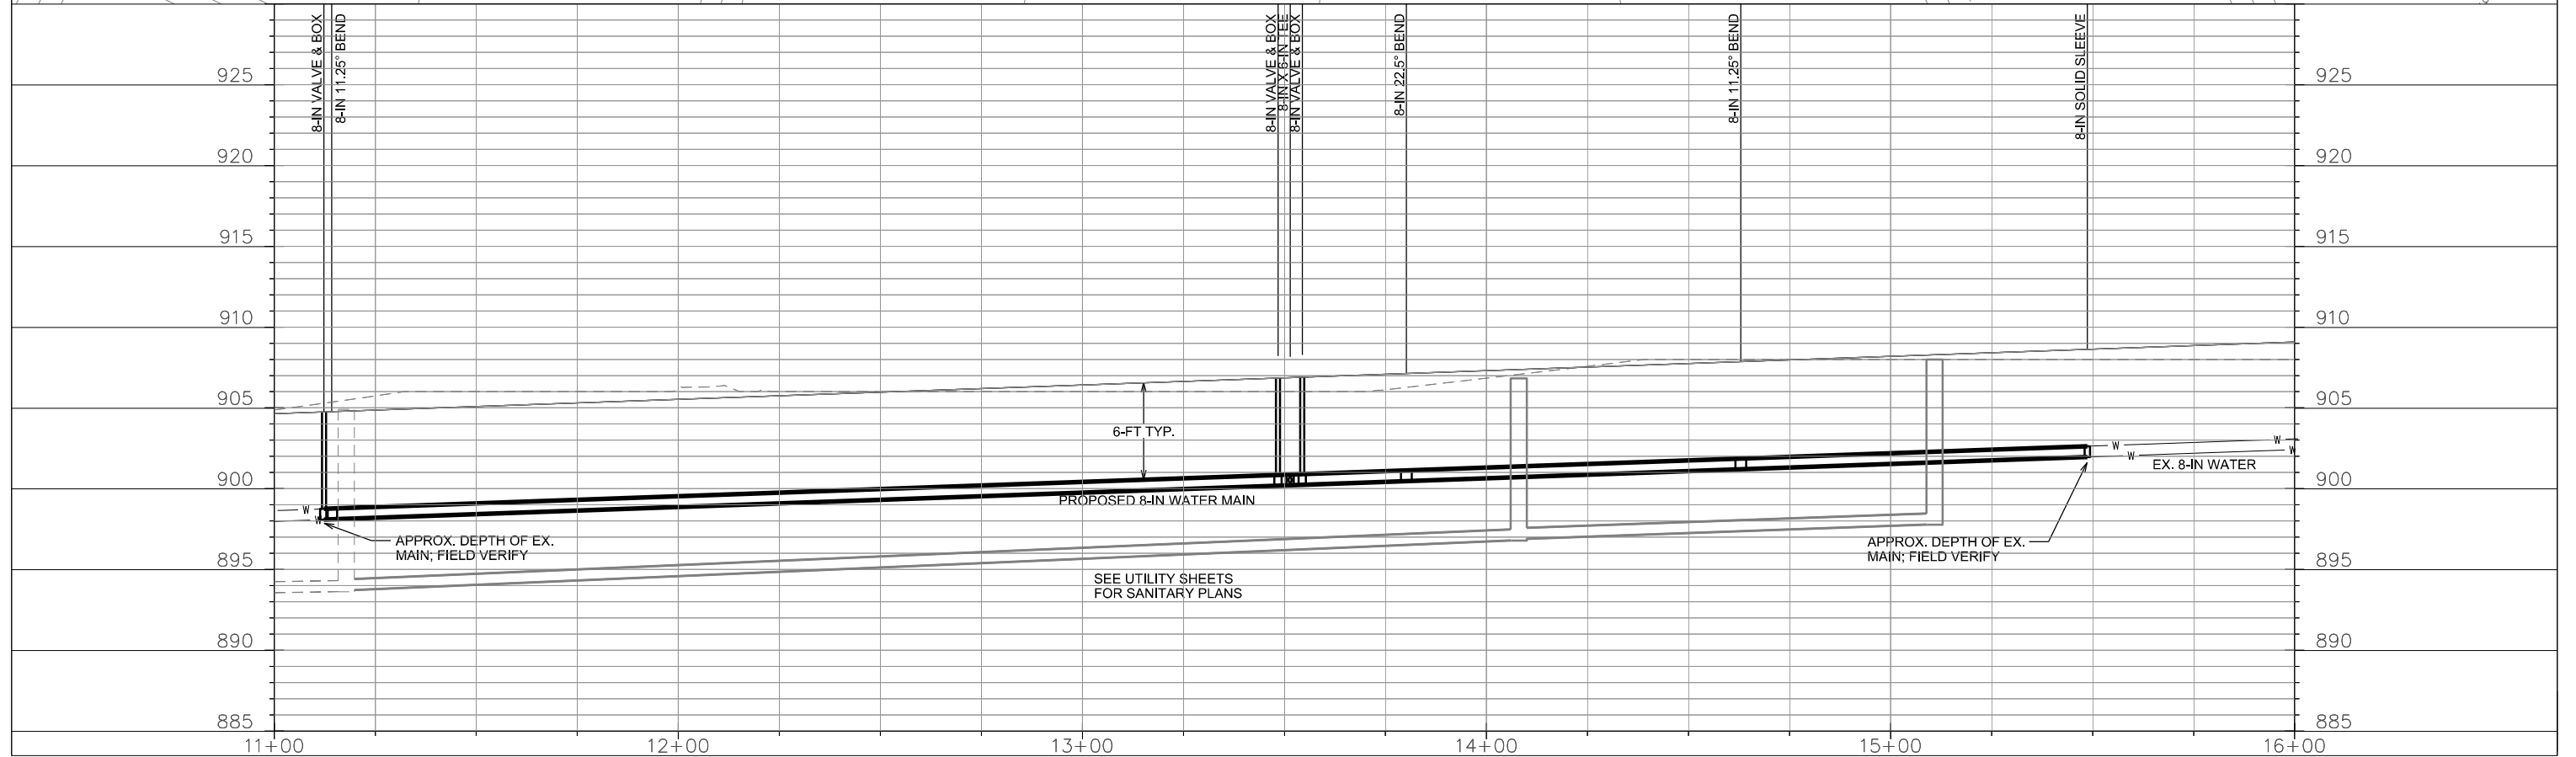 8-IN VALVE & BOX
8-IN 11.25° BEND
8-IN VALVE & BOX
8-IN X 6-IN TEE
8-IN VALVE & BOX
8-IN 22.5° BEND
8-IN 11.25° BEND
8-IN SOLID SLEEVE
925
925
920
920
915
915
910
910
905
905
6-FT TYP.
W
W
W
W
EX. 8-IN WATER
900
900
PROPOSED 8-IN WATER MAIN
W
W
APPROX. DEPTH OF EX.
MAIN; FIELD VERIFY
APPROX. DEPTH OF EX.
MAIN; FIELD VERIFY
895
895
SEE UTILITY SHEETS
FOR SANITARY PLANS
890
890
885
885
11+00
12+00
13+00
14+00
15+00
16+00